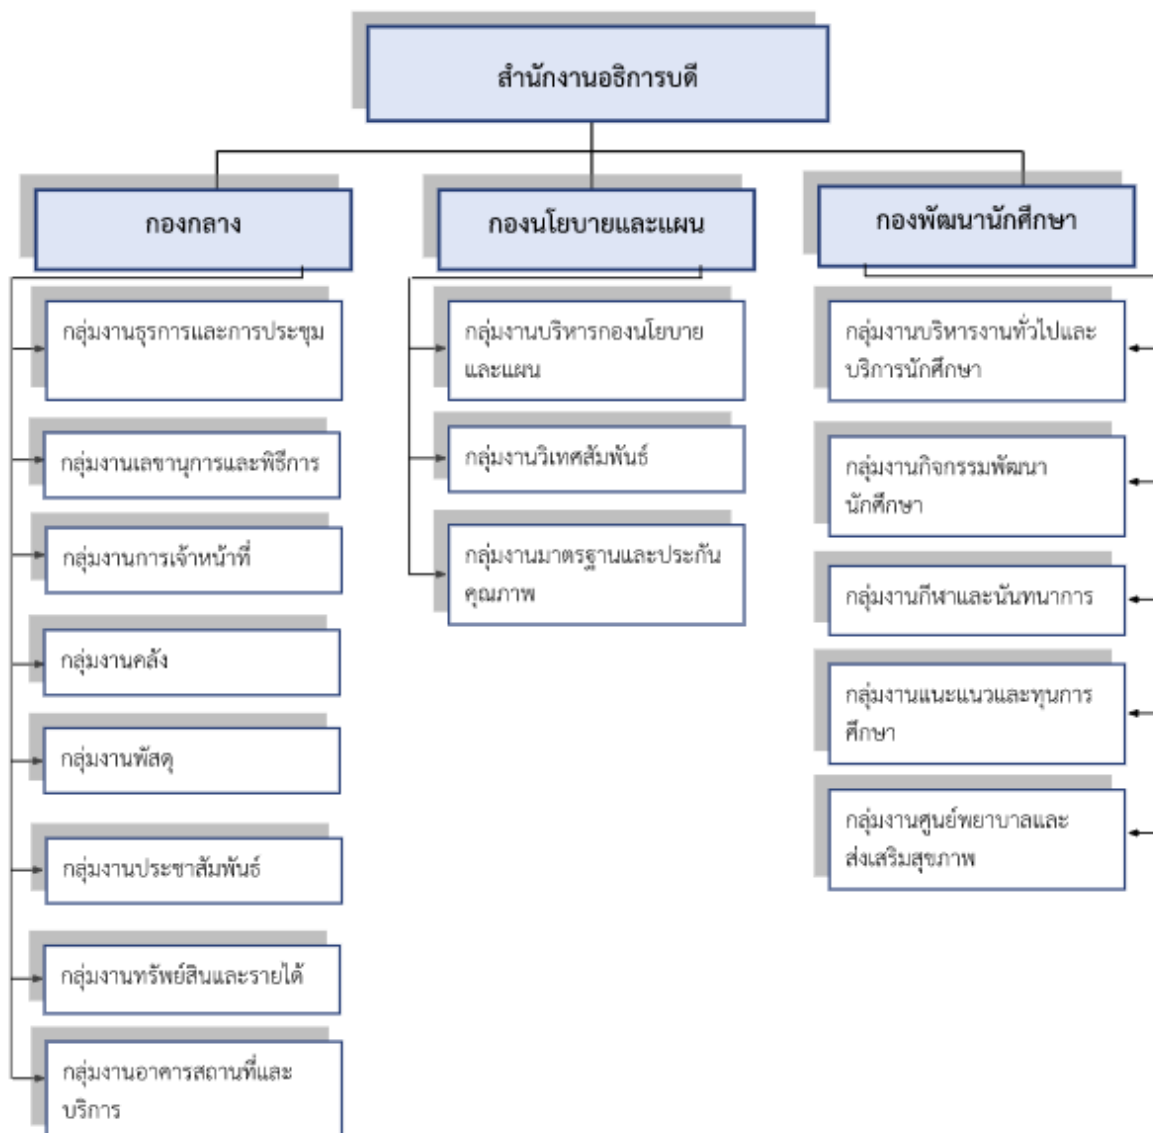 สำนักงานอธิการบดี
กองกลาง
กลุ่มงานธุรการและการประชุม
กลุ่มงานเลขานุการและพิธีการ
กลุ่มงานการเจ้าหน้าที่
กลุ่มงานคลัง
กลุ่มงานพัสดุ
กลุ่มงานประชาสัมพันธ์
กลุ่มงานทรัพย์สินและรายได้
กลุ่มงานอาคารสถานที่และ
บริการ
กองนโยบายและแผน
กลุ่มงานบริหารกองนโยบาย
และแผน
กลุ่มงานวิเทศสัมพันธ์
กลุ่มงานมาตรฐานและประกัน
คุณภาพ
กองพัฒนานักศึกษา
กลุ่มงานบริหารงานทั่วไปและ
บริการนักศึกษา
กลุ่มงานกิจกรรมพัฒนา
นักศึกษา
กลุ่มงานกีฬาและนันทนาการ
กลุ่มงานแนะแนวและทุนการ
ศึกษา
กลุ่มงานศูนย์พยาบาลและ
ส่งเสริมสุขภาพ